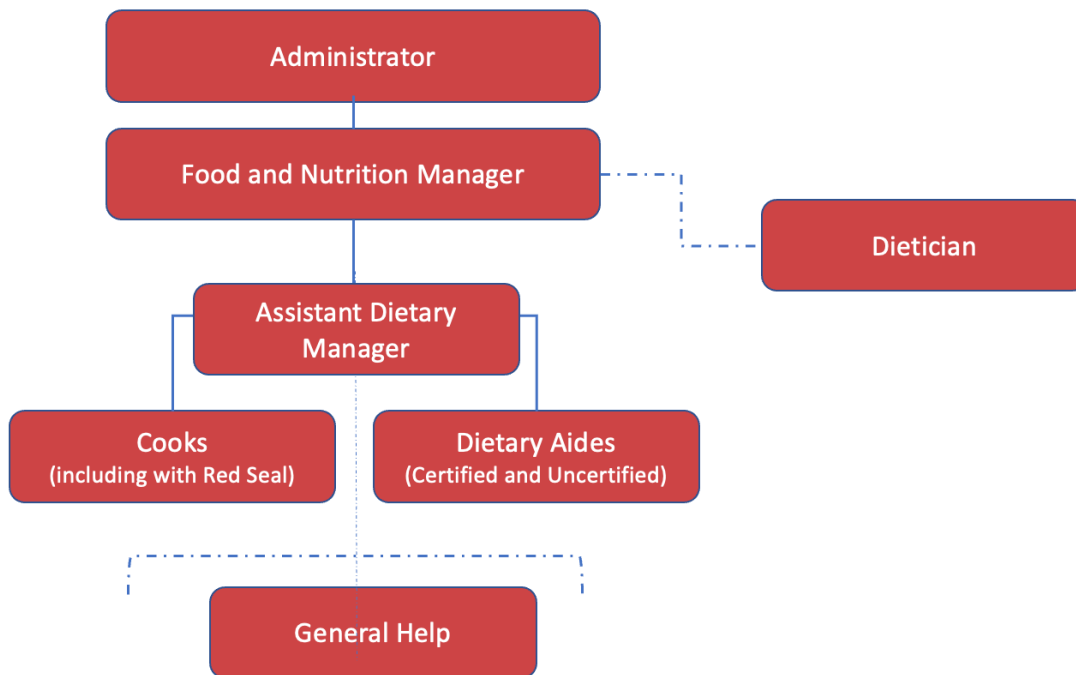 Administrator
Food and Nutrition Manager
Dietician
Assistant Dietary
Manager
Cooks
(including with Red Seal)
Dietary Aides
(Certified and Uncertified)
General Help